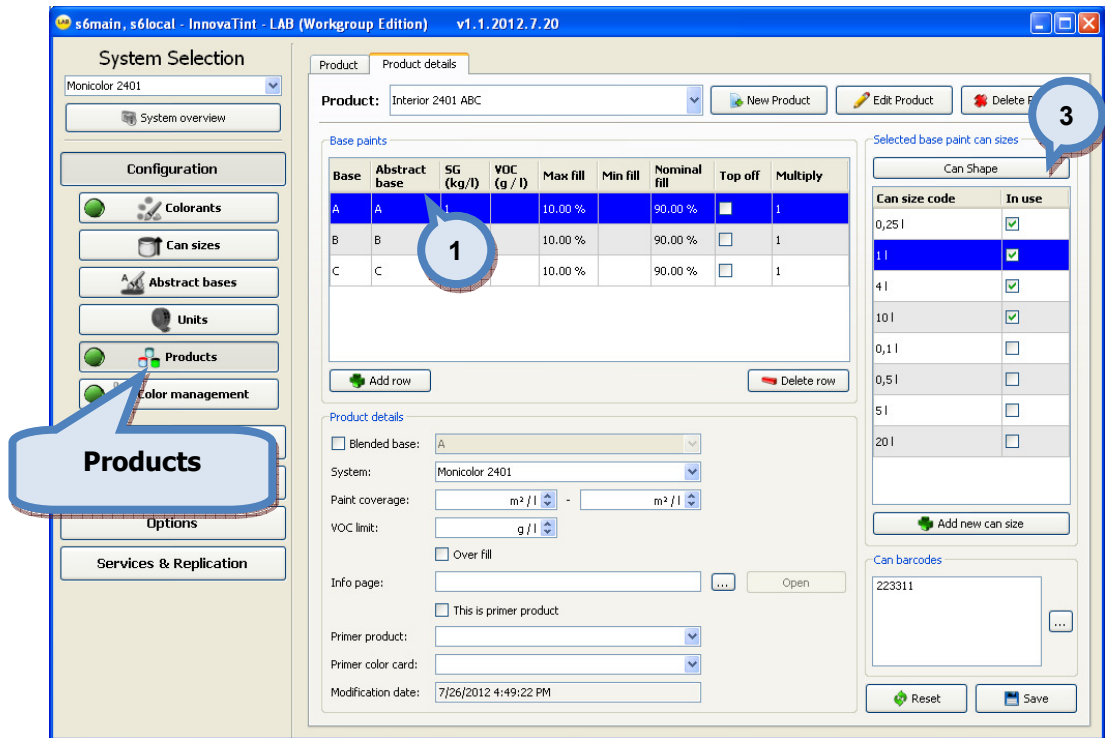 LAB s6main, s6local - InnovaTint - LAB (Workgroup Edition) v1.1.2012.7.20
System Selection
Monicolor 2401
System overview
Configuration
Colorants
Can sizes
Abstract bases
Units
Products
Color management
Products
Options
Services & Replication
Product Product details
Product: Interior 2401 ABC New Product Edit Product Delete
3
Base paints
Base Abstract base SG (kg/l) VOC (g / l) Max fill Min fill Nominal fill Top off Multiply
A A 1 10.00 % 90.00 % 1
B B 10.00 % 90.00 % 1
C C 10.00 % 90.00 % 1
1
Add row Delete row
Product details
Blended base: A
System: Monicolor 2401
Paint coverage: m² / l - m² / l
VOC limit: g / l
Over fill
Info page: ... Open
This is primer product
Primer product:
Primer color card:
Modification date: 7/26/2012 4:49:22 PM
Selected base paint can sizes
Can Shape
Can size code In use
0,25 l
1 l
4 l
10 l
0,1 l
0,5 l
5 l
20 l
Add new can size
Can barcodes
223311
...
Reset Save